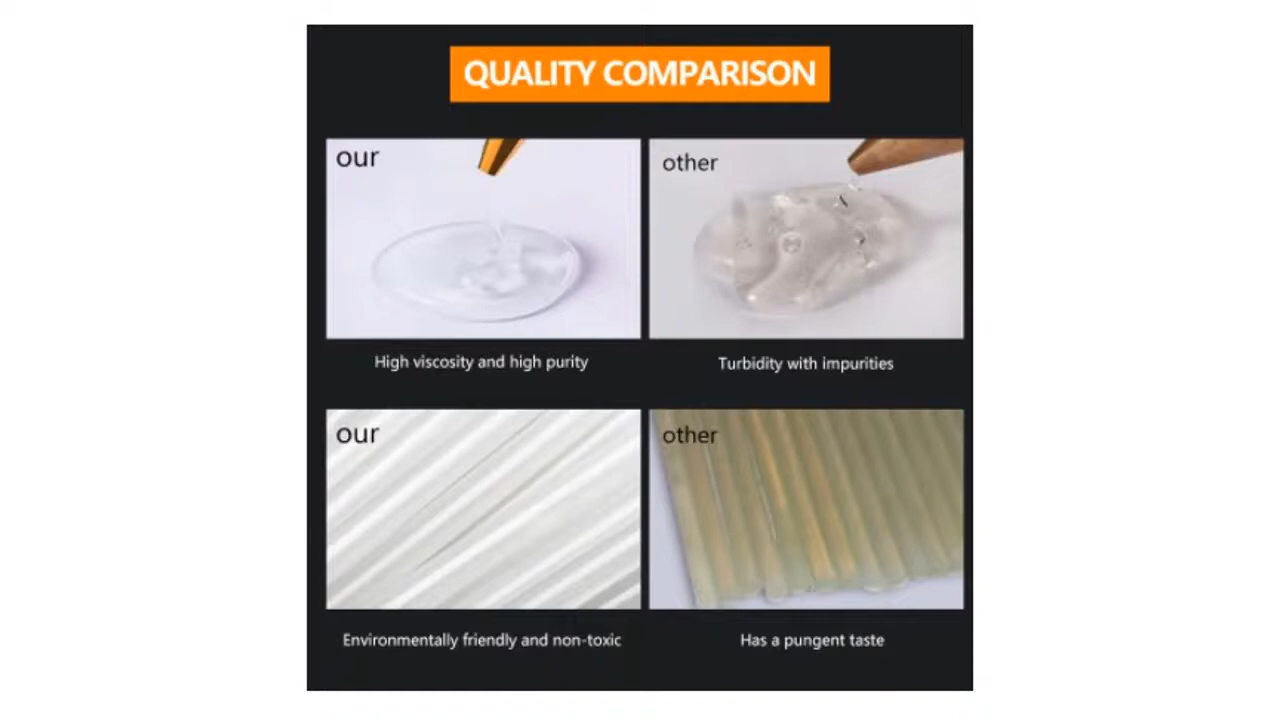 QUALITY COMPARISON
our
other
High viscosity and high purity
Turbidity with impurities
our
other
Environmentally friendly and non-toxic
Has a pungent taste